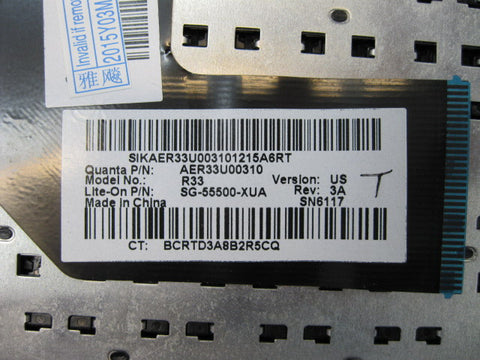 Invalid if remo
2015Y03M
雅 飚
SIKAER33U003101215A6RT
Quanta P/N: AER33U00310
Model No.: R33 Version: US
Lite-On P/N: SG-55500-XUA Rev: 3A
Made in China SN6117
T
CT: BCRTD3A8B2R5CQ